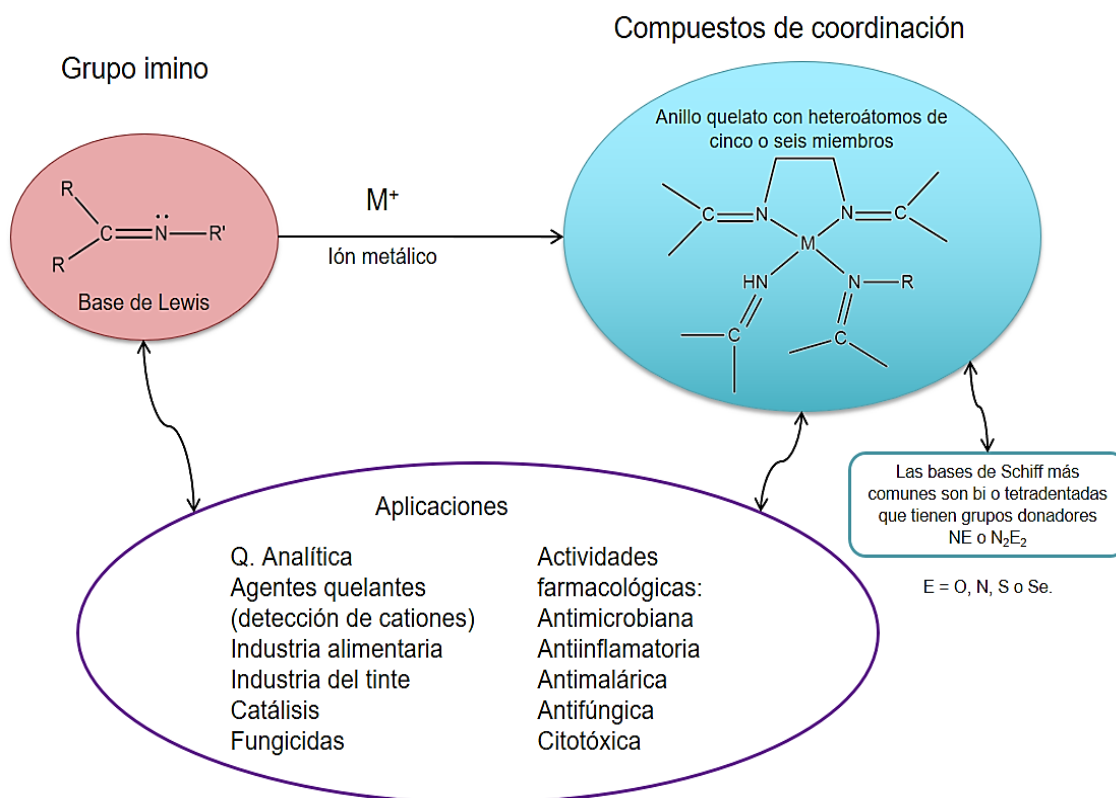 Compuestos de coordinación
Grupo imino
Anillo quelato con heteroátomos de
cinco o seis miembros
R
R
C
N
R'
Base de Lewis
M⁺
Ión metálico
C
N
N
C
M
HN
N
R
C
C
Las bases de Schiff más
comunes son bi o tetradentadas
que tienen grupos donadores
NE o N₂E₂
E = O, N, S o Se.
Aplicaciones
Q. Analítica
Agentes quelantes
(detección de cationes)
Industria alimentaria
Industria del tinte
Catálisis
Fungicidas
Actividades
farmacológicas:
Antimicrobiana
Antiinflamatoria
Antimalárica
Antifúngica
Citotóxica